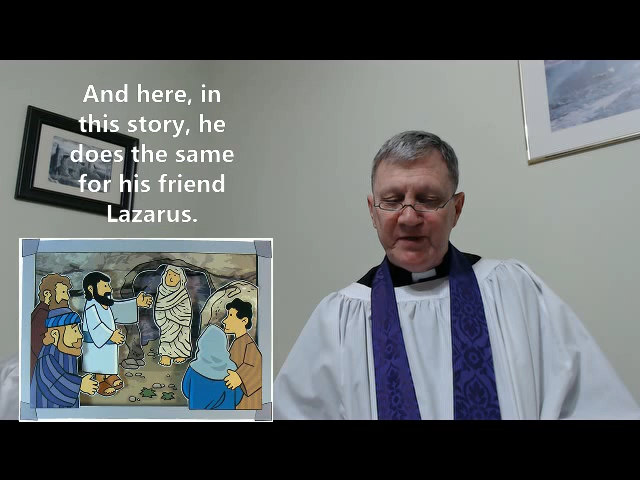 And here, in
this story, he
does the same
for his friend
Lazarus.